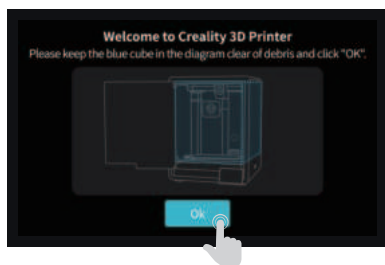 Welcome to Creality 3D Printer
Please keep the blue cube in the diagram clear of debris and click "OK".
Ok